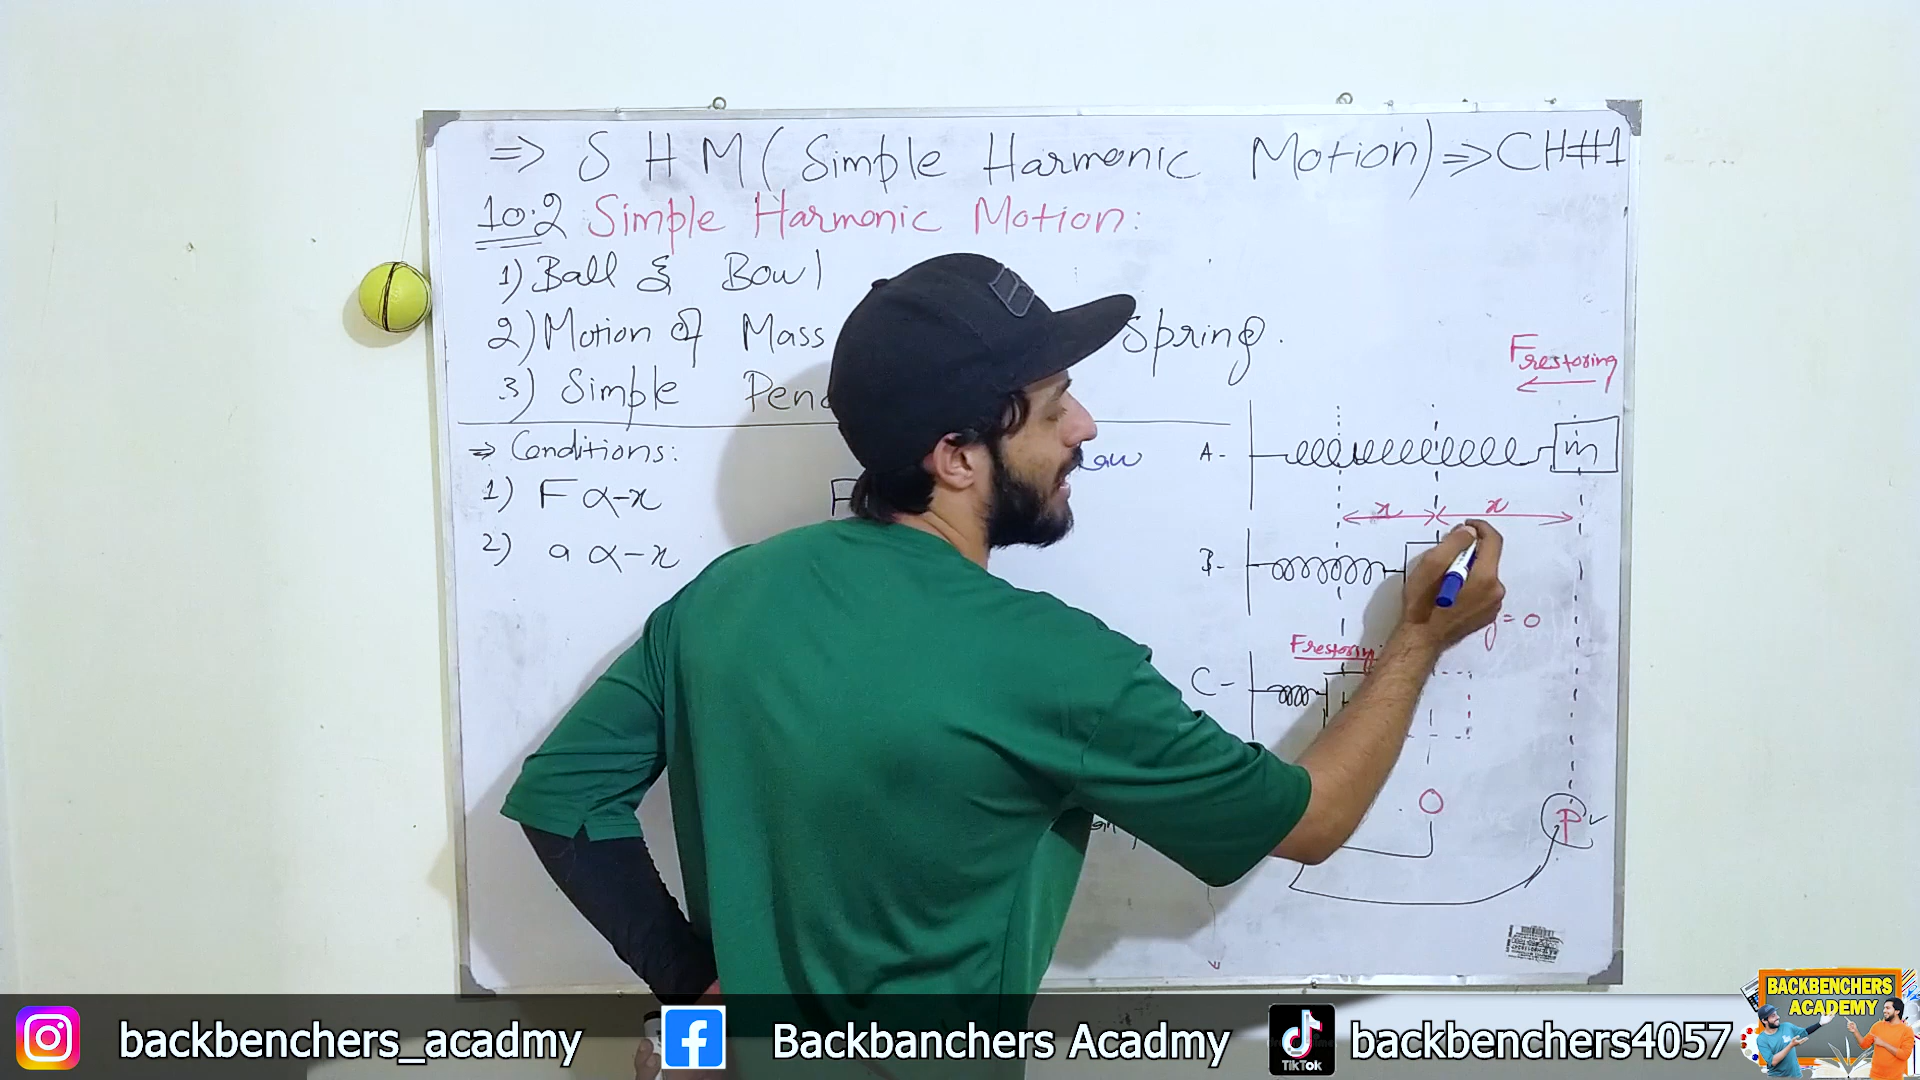 => SHM (Simple Harmonic Motion) => CH#1
10.2 Simple Harmonic Motion:
1) Ball & Bowl
2) Motion of Mass Spring.
3) Simple
=> Conditions:
1) F α -x
2) a α -x
Frestoring
A- m
x x
B-
= 0
Frestoring
C-
O P
backbenchers_acadmy
Backbanchers Acadmy
TikTok
backbenchers4057
BACKBENCHERS
ACADEMY